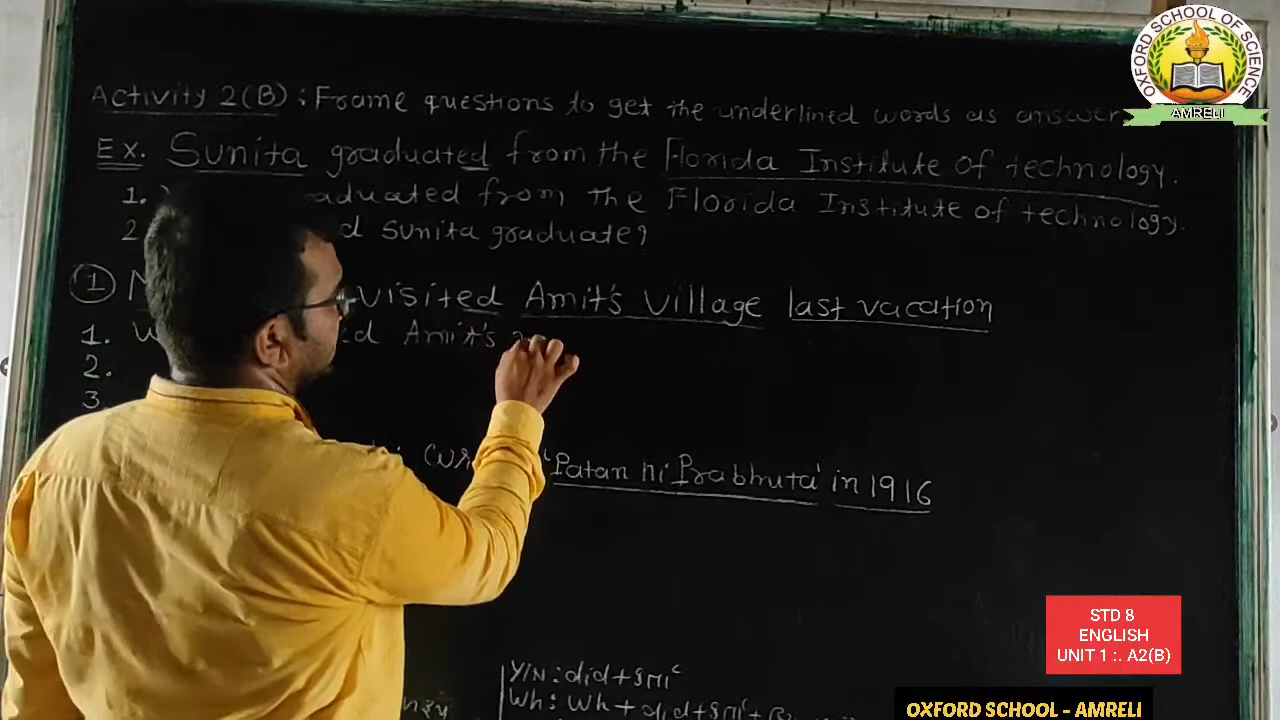 Activity 2(B) : Frame questions to get the underlined words as answer
Ex. Sunita graduated from the Florida Institute of technology.
1. graduated from the Florida Institute of technology.
2 Sunita graduate?
① visited Amit's village last vacation
1. Amit's
2.
3.
'Patan ni Prabhuta' in 1916
Y/N : did +
Wh : Wh + did +
OXFORD SCHOOL OF SCIENCE
AMRELI
STD 8
ENGLISH
UNIT 1 :. A2(B)
OXFORD SCHOOL - AMRELI